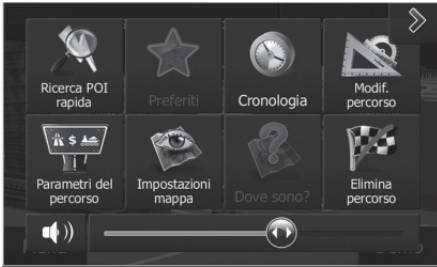 Ricerca POI
rapida
Preferiti
Cronologia
Modif.
percorso
Parametri del
percorso
Impostazioni
mappa
Dove sono?
Elimina
percorso